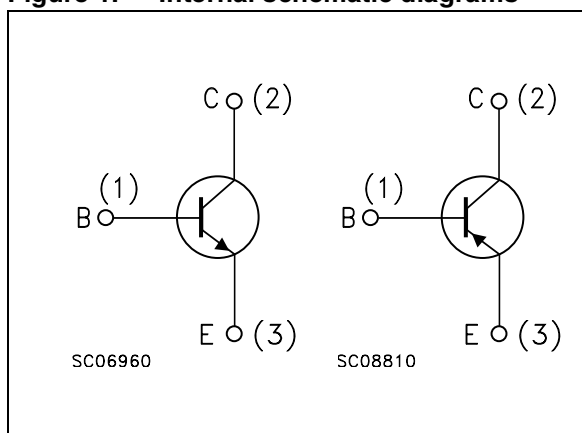 Figure 1. Internal schematic diagrams
C (2) C (2)
(1) (1)
B B
E (3) E (3)
SC06960 SC08810